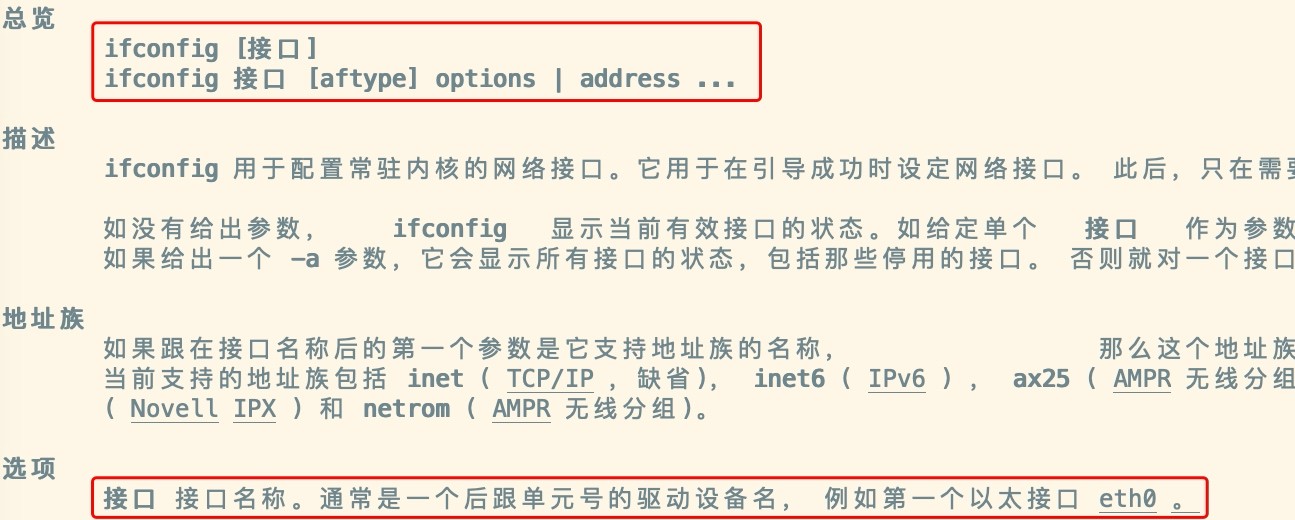 总览
ifconfig [接口]
ifconfig 接口 [aftype] options | address ...
描述
ifconfig 用于配置常驻内核的网络接口。它用于在引导成功时设定网络接口。 此后，只在需要
如没有给出参数， ifconfig 显示当前有效接口的状态。如给定单个 接口 作为参数
如果给出一个 -a 参数，它会显示所有接口的状态，包括那些停用的接口。 否则就对一个接口
地址族
如果跟在接口名称后的第一个参数是它支持地址族的名称， 那么这个地址族
当前支持的地址族包括 inet ( TCP/IP , 缺省)， inet6 ( IPv6 ) ， ax25 ( AMPR 无线分组
( Novell IPX ) 和 netrom ( AMPR 无线分组)。
选项
接口 接口名称。通常是一个后跟单元号的驱动设备名， 例如第一个以太接口 eth0 。